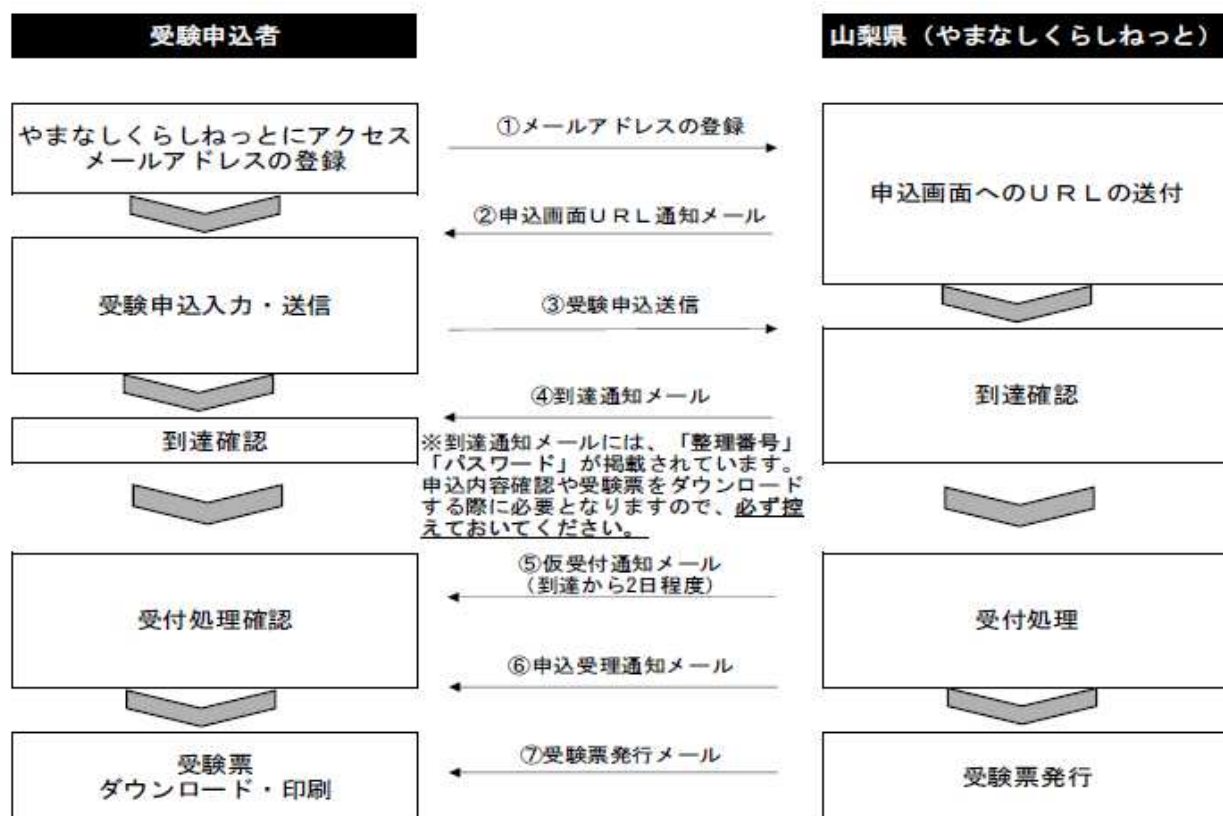 受験申込者
山梨県（やまなしくらしねっと）
やまなしくらしねっとにアクセス
メールアドレスの登録
①メールアドレスの登録
申込画面へのＵＲＬの送付
②申込画面ＵＲＬ通知メール
受験申込入力・送信
③受験申込送信
到達確認
④到達通知メール
到達確認
※到達通知メールには、「整理番号」
「パスワード」が掲載されています。
申込内容確認や受験票をダウンロード
する際に必要となりますので、必ず控
えておいてください。
⑤仮受付通知メール
（到達から2日程度）
受付処理確認
受付処理
⑥申込受理通知メール
⑦受験票発行メール
受験票
ダウンロード・印刷
受験票発行